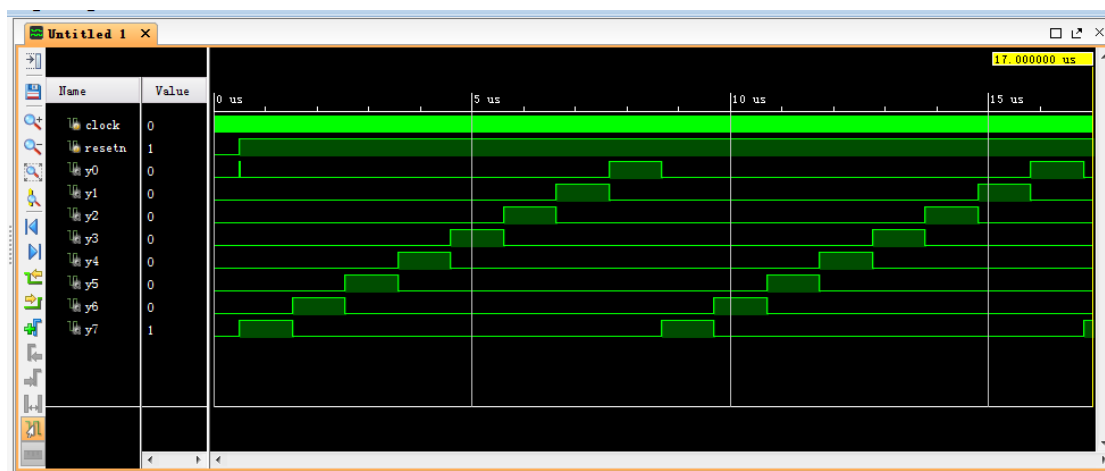 Untitled 1
17.000000 us
Name Value
0 us 5 us 10 us 15 us
clock 0
resetn 1
y0 0
y1 0
y2 0
y3 0
y4 0
y5 0
y6 0
y7 1